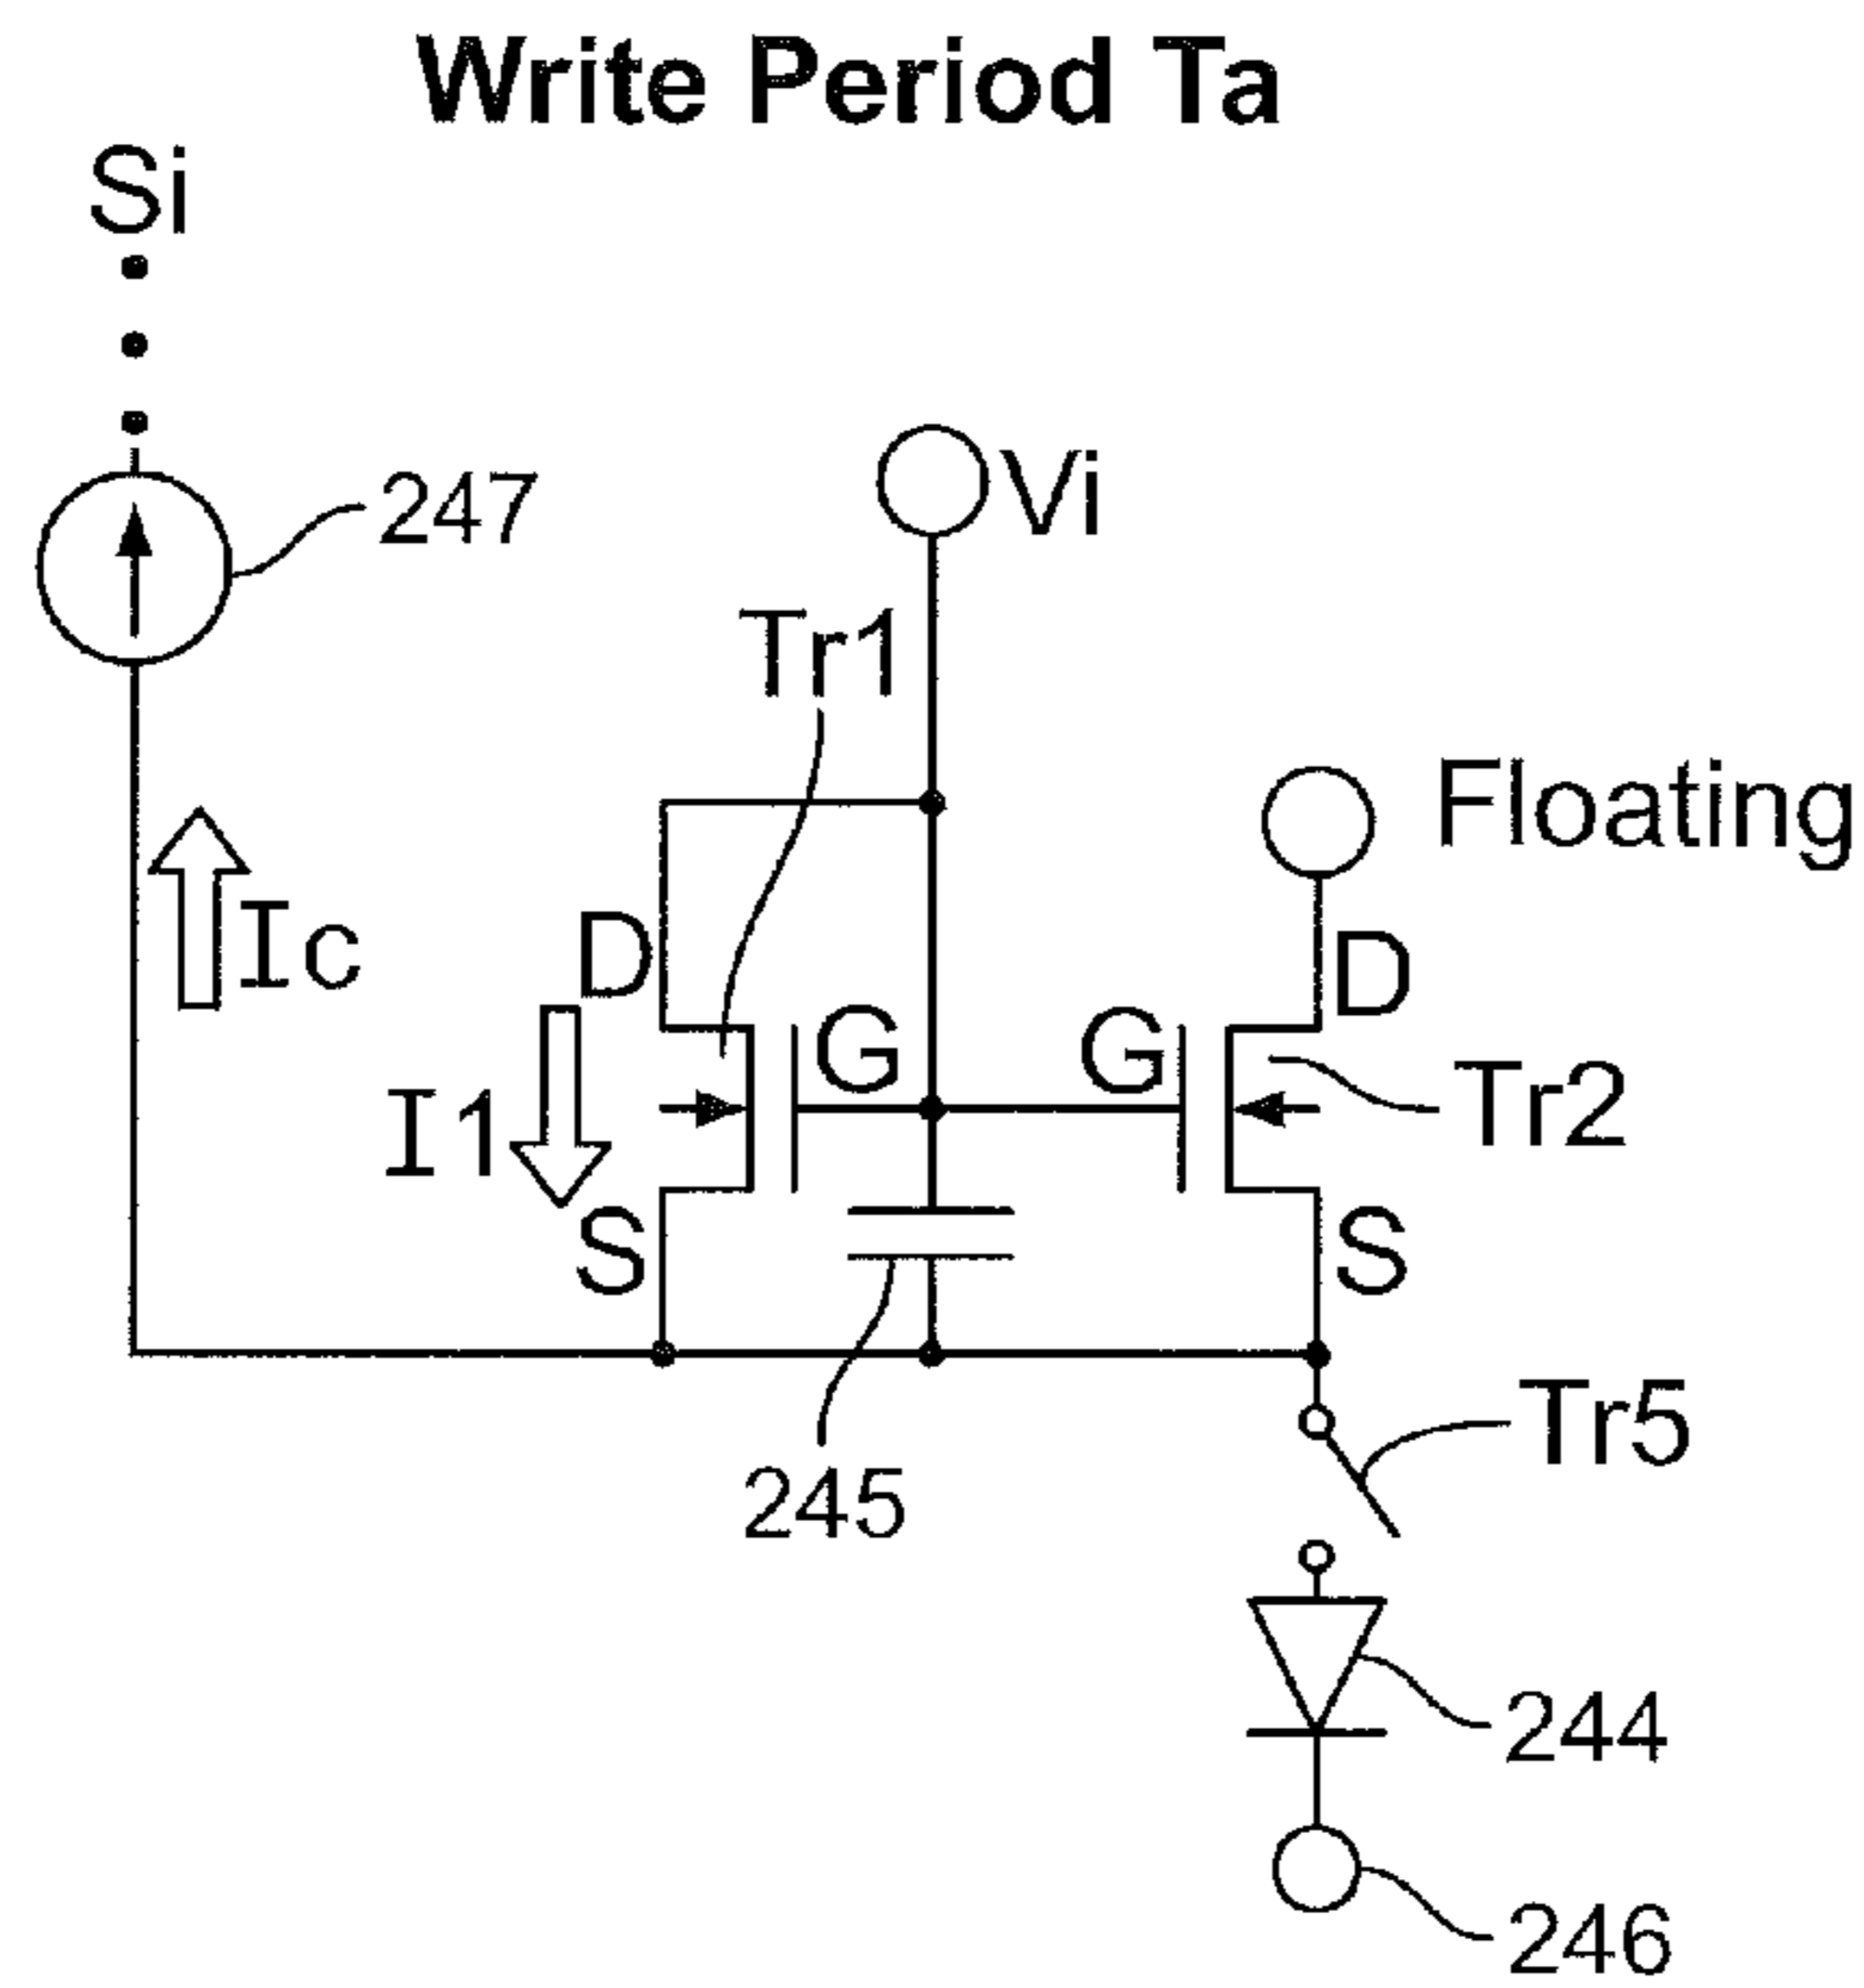 Write Period Ta
Si
Vi
247
Tr1
Floating
Ic
D
D
G
G
I1
Tr2
S
S
Tr5
245
244
246